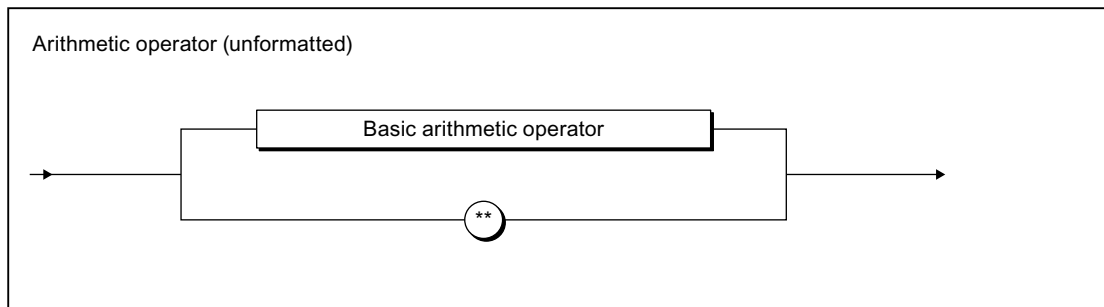 Arithmetic operator (unformatted)
Basic arithmetic operator
**